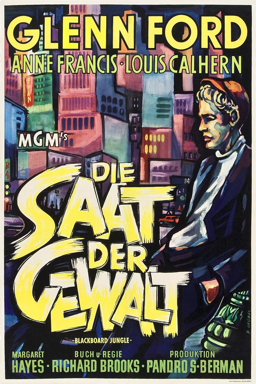 GLENN FORD
ANNE FRANCIS · LOUIS CALHERN
MGM's
DIE
SAAT
DER
GEWALT
-BLACKBOARD JUNGLE-
MARGARET BUCH u REGIE PRODUKTION
HAYES · RICHARD BROOKS · PANDRO S·BERMAN